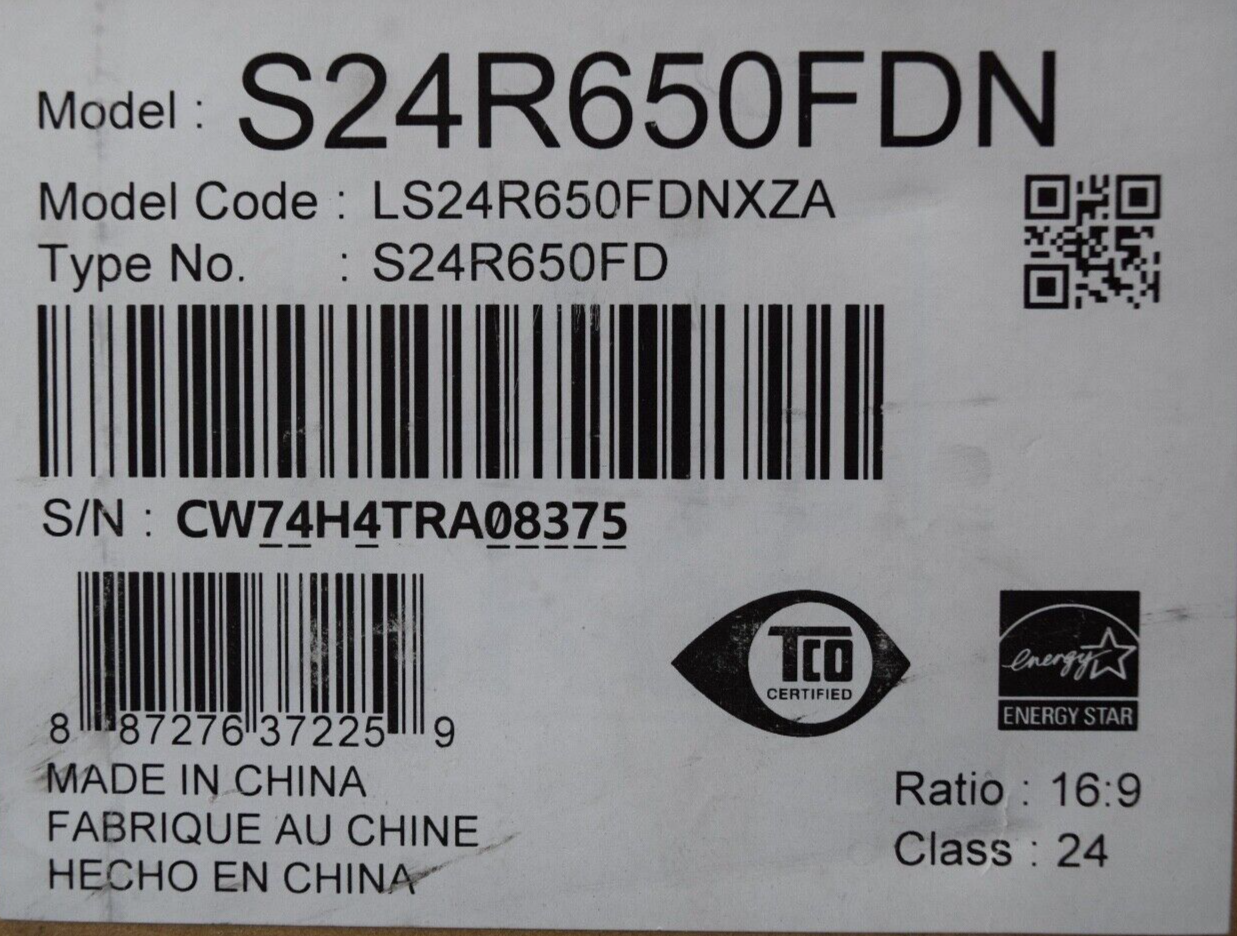 Model : S24R650FDN
Model Code : LS24R650FDNXZA
Type No. : S24R650FD
S/N : CW74H4TRA08375
8 87276 37225 9
TCO
CERTIFIED
energy
ENERGY STAR
MADE IN CHINA
FABRIQUE AU CHINE
HECHO EN CHINA
Ratio : 16:9
Class : 24